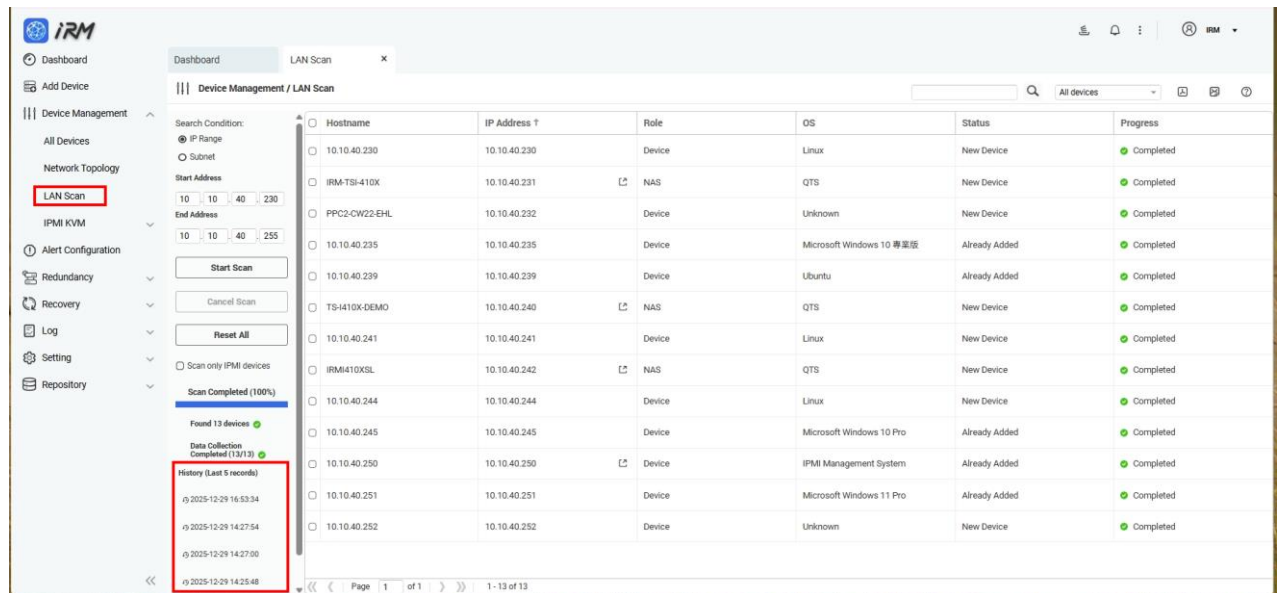 iRM
IRM
Dashboard
Add Device
Device Management
All Devices
Network Topology
LAN Scan
IPMI KVM
Alert Configuration
Redundancy
Recovery
Log
Setting
Repository
Dashboard
LAN Scan ×
Device Management / LAN Scan
All devices
Search Condition:
IP Range
Subnet
Start Address
10 . 10 . 40 . 230
End Address
10 . 10 . 40 . 255
Start Scan
Cancel Scan
Reset All
Scan only IPMI devices
Scan Completed (100%)
Found 13 devices
Data Collection
Completed (13/13)
History (Last 5 records)
2025-12-29 16:53:34
2025-12-29 14:27:54
2025-12-29 14:27:00
2025-12-29 14:25:48
Hostname IP Address ↑ Role OS Status Progress
10.10.40.230 10.10.40.230 Device Linux New Device Completed
IRM-TSI-410X 10.10.40.231 NAS QTS New Device Completed
PPC2-CW22-EHL 10.10.40.232 Device Unknown New Device Completed
10.10.40.235 10.10.40.235 Device Microsoft Windows 10 專業版 Already Added Completed
10.10.40.239 10.10.40.239 Device Ubuntu Already Added Completed
TS-I410X-DEMO 10.10.40.240 NAS QTS New Device Completed
10.10.40.241 10.10.40.241 Device Linux New Device Completed
IRMI410XSL 10.10.40.242 NAS QTS New Device Completed
10.10.40.244 10.10.40.244 Device Linux New Device Completed
10.10.40.245 10.10.40.245 Device Microsoft Windows 10 Pro Already Added Completed
10.10.40.250 10.10.40.250 Device IPMI Management System Already Added Completed
10.10.40.251 10.10.40.251 Device Microsoft Windows 11 Pro Already Added Completed
10.10.40.252 10.10.40.252 Device Unknown New Device Completed
Page 1 of 1 1 - 13 of 13